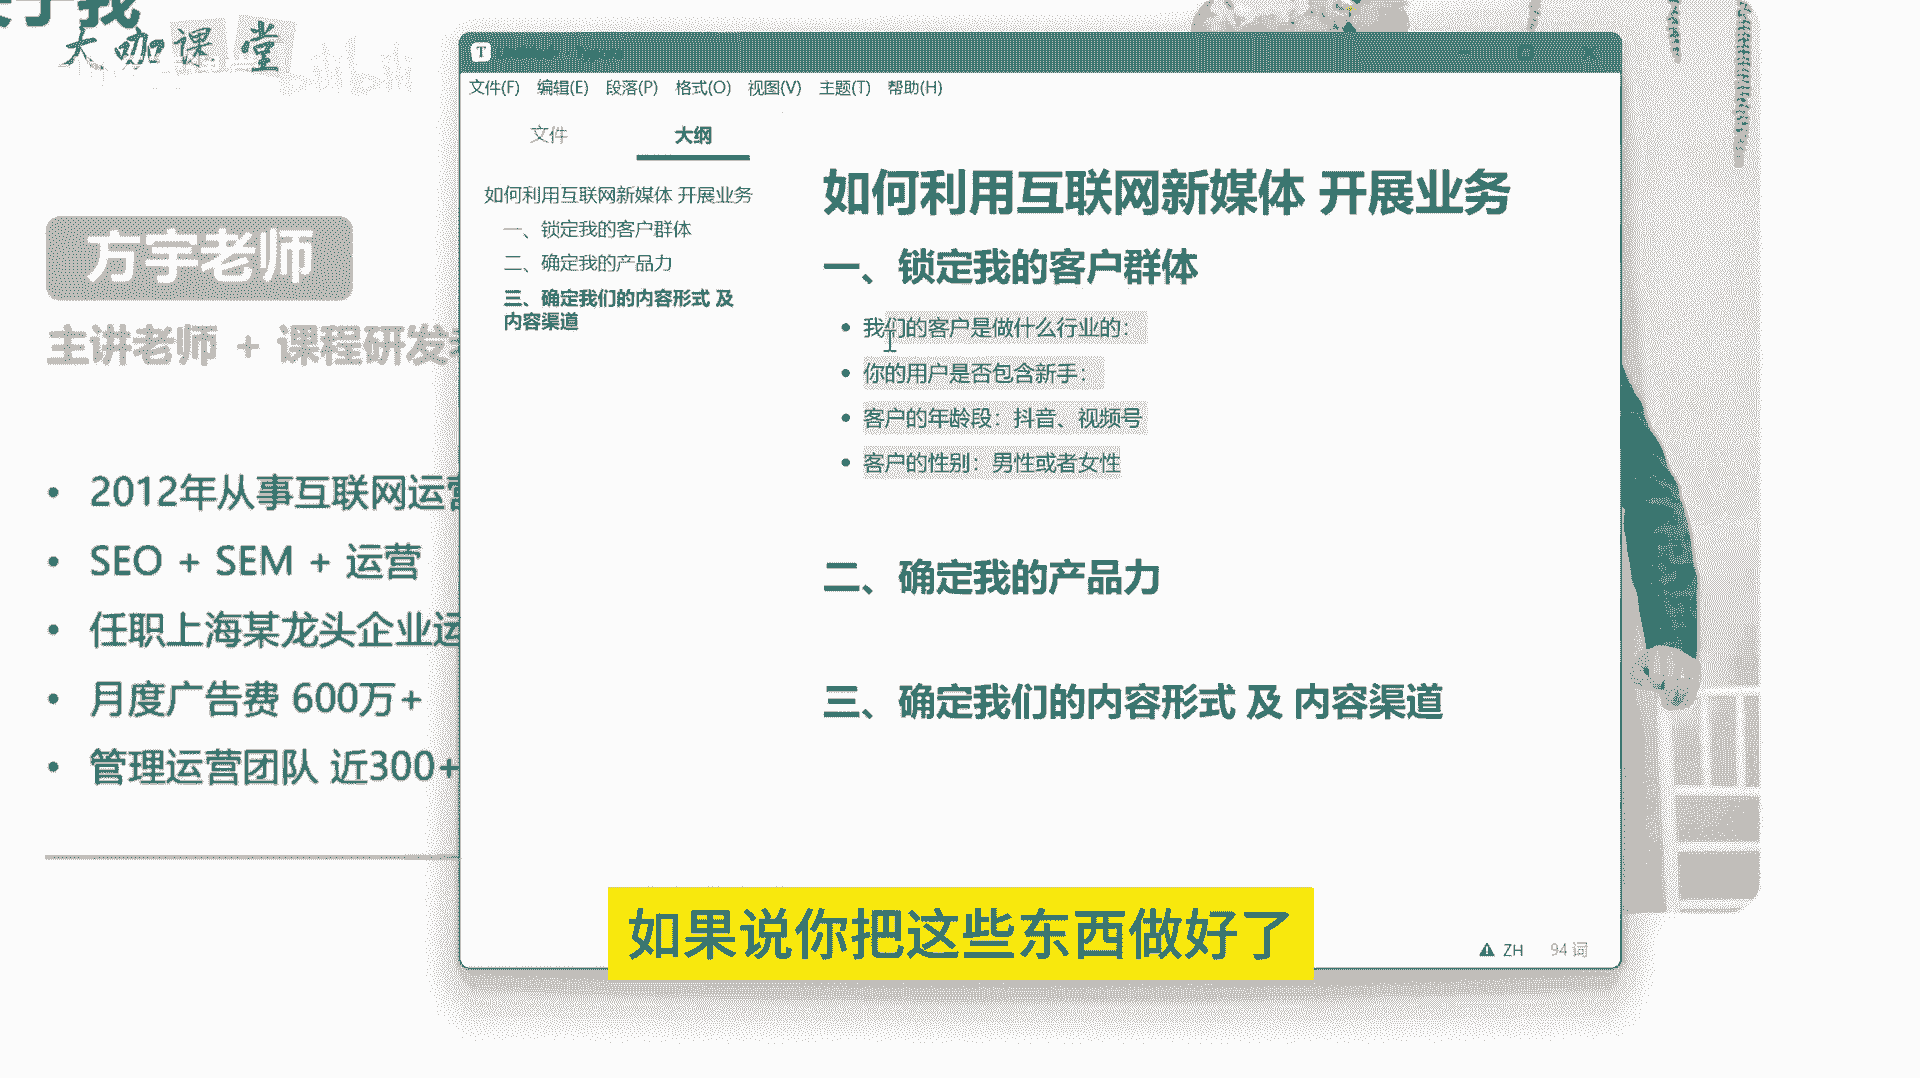 大咖课堂
bilibili
方宇老师
主讲老师 + 课程研发
2012年从事互联网运营
SEO + SEM + 运营
任职上海某龙头企业运
月度广告费 600万+
管理运营团队 近300+
文件(F) 编辑(E) 段落(P) 格式(O) 视图(V) 主题(T) 帮助(H)
文件 大纲
如何利用互联网新媒体 开展业务
一、锁定我的客户群体
二、确定我的产品力
三、确定我们的内容形式 及
内容渠道
如何利用互联网新媒体 开展业务
一、锁定我的客户群体
我们的客户是做什么行业的：
你的用户是否包含新手：
客户的年龄段：抖音、视频号
客户的性别：男性或者女性
二、确定我的产品力
三、确定我们的内容形式 及 内容渠道
ZH 94 词
如果说你把这些东西做好了